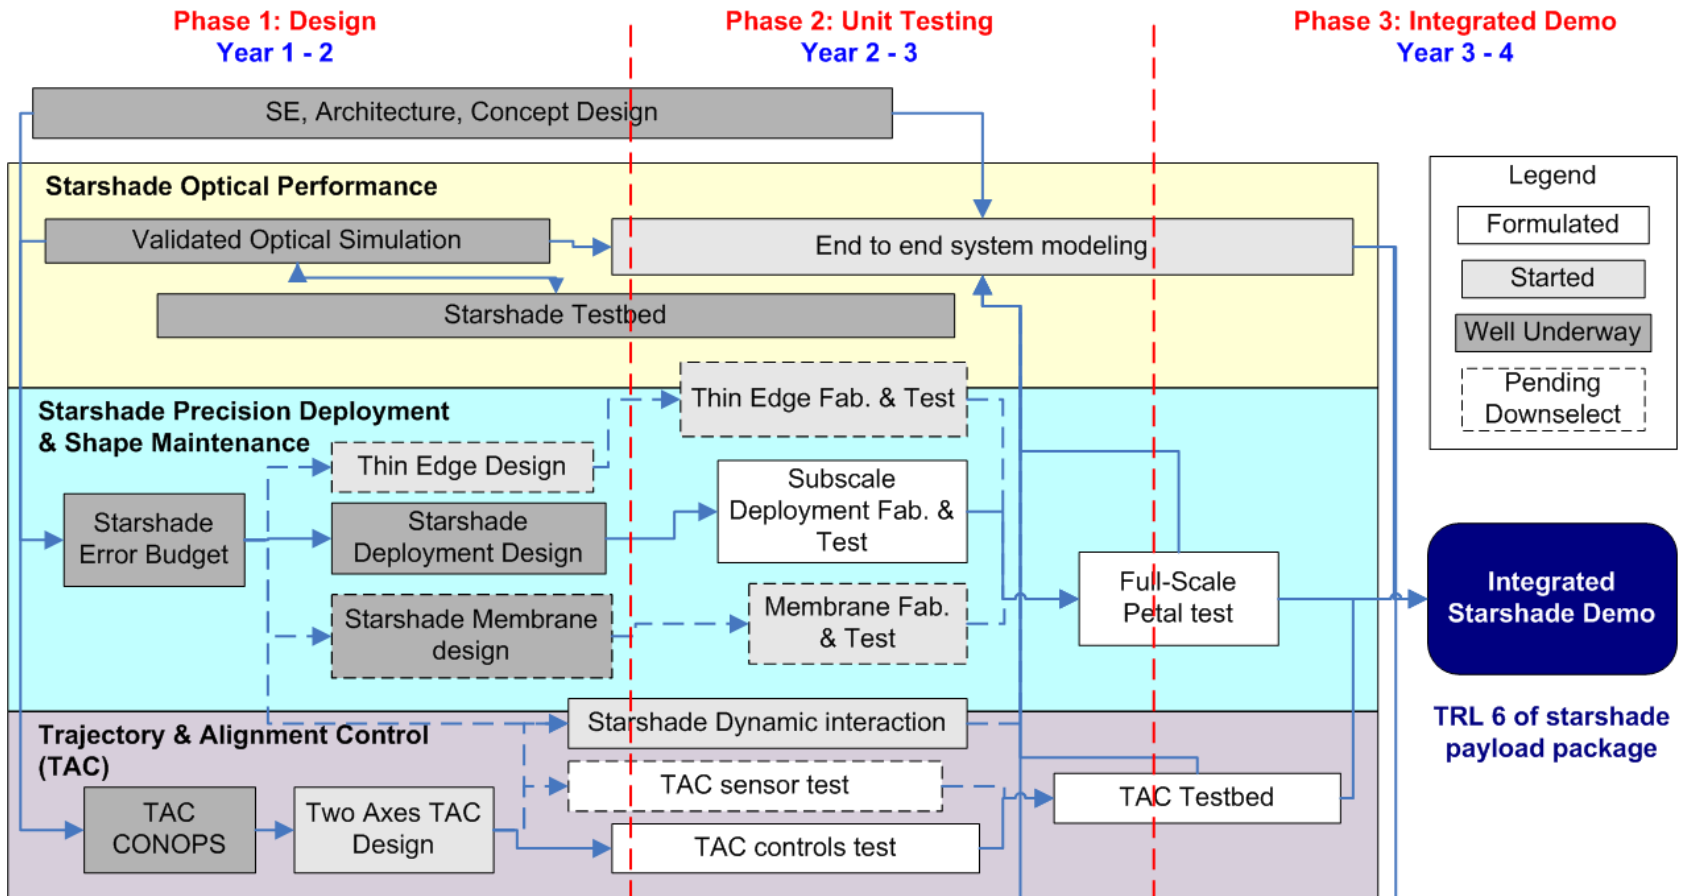 Phase 1: Design
Year 1 - 2
Phase 2: Unit Testing
Year 2 - 3
Phase 3: Integrated Demo
Year 3 - 4
SE, Architecture, Concept Design
Starshade Optical Performance
Validated Optical Simulation
End to end system modeling
Starshade Testbed
Legend
Formulated
Started
Well Underway
Pending
Downselect
Starshade Precision Deployment
& Shape Maintenance
Thin Edge Fab. & Test
Thin Edge Design
Starshade
Error Budget
Starshade
Deployment Design
Subscale
Deployment Fab. &
Test
Starshade Membrane
design
Membrane Fab.
& Test
Full-Scale
Petal test
Integrated
Starshade Demo
TRL 6 of starshade
payload package
Trajectory & Alignment Control
(TAC)
Starshade Dynamic interaction
TAC sensor test
TAC Testbed
TAC
CONOPS
Two Axes TAC
Design
TAC controls test